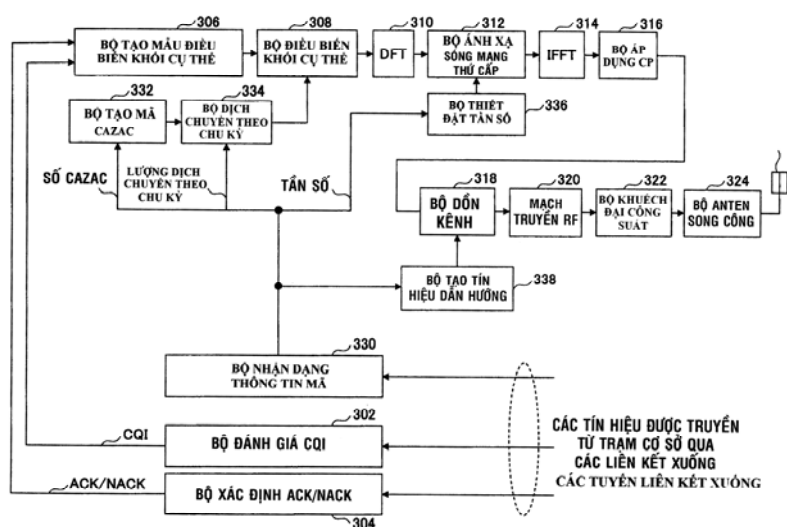 306
308
310
312
314
316
BỘ TẠO MẪU ĐIỀU
BIẾN KHỐI CỤ THỂ
BỘ ĐIỀU BIẾN
KHỐI CỤ THỂ
DFT
BỘ ÁNH XẠ
SÓNG MẠNG
THỨ CẤP
IFFT
BỘ ÁP
DỤNG CP
332
334
BỘ TẠO MÃ
CAZAC
BỘ DỊCH
CHUYỂN THEO
CHU KỲ
BỘ THIẾT
ĐẶT TẦN SỐ
336
SỐ CAZAC
LƯỢNG DỊCH
CHUYỂN THEO
CHU KỲ
TẦN SỐ
318
320
322
324
BỘ DỒN
KÊNH
MẠCH
TRUYỀN RF
BỘ KHUẾCH
ĐẠI CÔNG
SUẤT
BỘ ANTEN
SONG CÔNG
BỘ TẠO TÍN
HIỆU DẪN HƯỚNG
338
330
BỘ NHẬN DẠNG
THÔNG TIN MÃ
302
CQI
BỘ ĐÁNH GIÁ CQI
ACK/NACK
BỘ XÁC ĐỊNH ACK/NACK
304
CÁC TÍN HIỆU ĐƯỢC TRUYỀN
TỪ TRẠM CƠ SỞ QUA
CÁC LIÊN KẾT XUỐNG
CÁC TUYẾN LIÊN KẾT XUỐNG